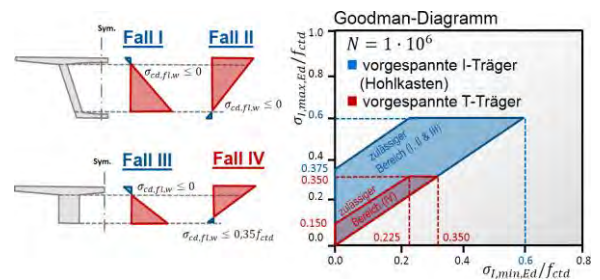 Sym.
Fall I
Fall II
σcd,fl,w ≤ 0
σcd,fl,w ≤ 0
Sym.
Fall III
Fall IV
σcd,fl,w ≤ 0
σcd,fl,w ≤ 0,35fctd
Goodman-Diagramm
N = 1 · 10⁶
vorgespannte I-Träger
(Hohlkasten)
vorgespannte T-Träger
σI,max,Ed/fctd
0.8
0.6
0.4
0.375
0.350
0.2
0.150
0.0
zulässiger
Bereich (I, II & III)
zulässiger
Bereich (IV)
0.225
0.350
0.0
0.2
0.4
0.6
0.8
σI,min,Ed/fctd